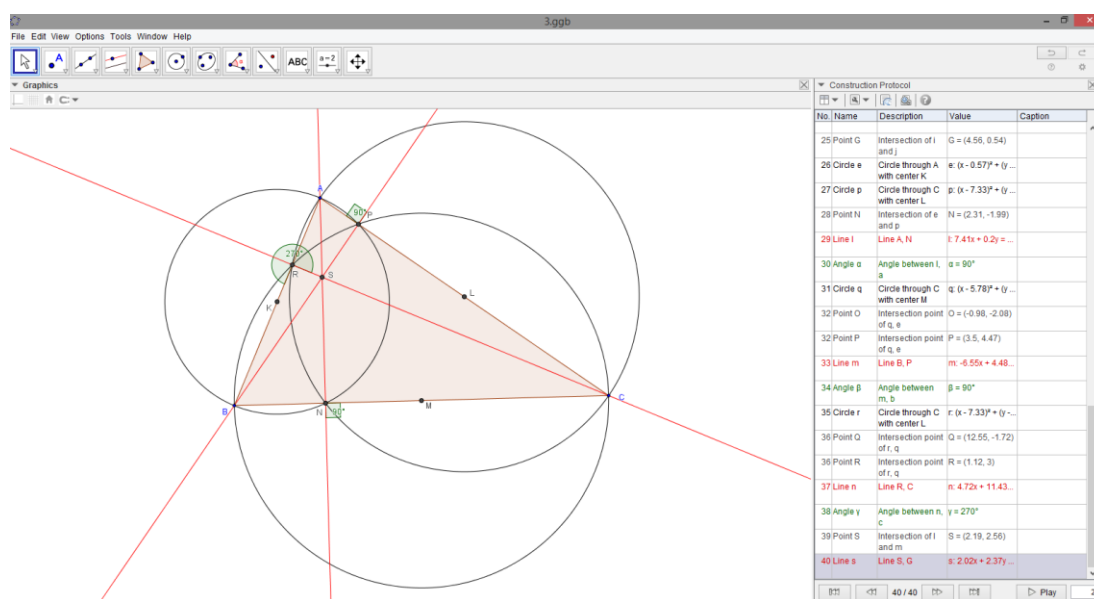 3.ggb
File Edit View Options Tools Window Help
A
a=2
ABC
Graphics
Construction Protocol
No. Name Description Value Caption
25 Point G Intersection of i and j G = (4.56, 0.54)
26 Circle e Circle through A with center K e: (x - 0.57)² + (y ...
27 Circle p Circle through C with center L p: (x - 7.33)² + (y ...
28 Point N Intersection of e and p N = (2.31, -1.99)
29 Line l Line A, N l: 7.41x + 0.2y = ...
30 Angle α Angle between l, a α = 90°
31 Circle q Circle through C with center M q: (x - 5.78)² + (y ...
32 Point O Intersection point of q, e O = (-0.98, -2.08)
32 Point P Intersection point of q, e P = (3.5, 4.47)
33 Line m Line B, P m: -6.55x + 4.48...
34 Angle β Angle between m, b β = 90°
35 Circle r Circle through C with center L r: (x - 7.33)² + (y -...
36 Point Q Intersection point of r, q Q = (12.55, -1.72)
36 Point R Intersection point of r, q R = (1.12, 3)
37 Line n Line R, C n: 4.72x + 11.43...
38 Angle γ Angle between n, c γ = 270°
39 Point S Intersection of l and m S = (2.19, 2.56)
40 Line s Line S, G s: 2.02x + 2.37y ...
40 / 40
Play
2
A
90°
P
270°
R
S
K
L
B
N
90°
M
C